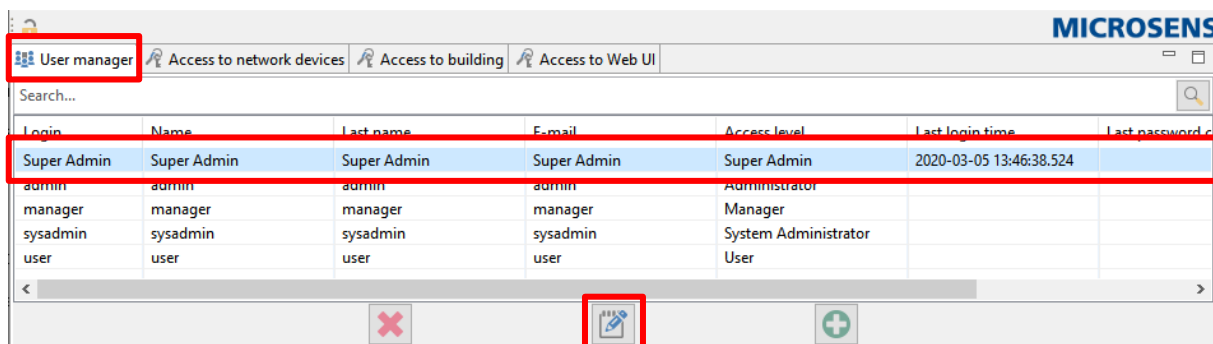 MICROSENS
User manager Access to network devices Access to building Access to Web UI
Search...
Login Name Last name E-mail Access level Last login time Last password
Super Admin Super Admin Super Admin Super Admin Super Admin 2020-03-05 13:46:38.524
admin admin admin admin Administrator
manager manager manager manager Manager
sysadmin sysadmin sysadmin sysadmin System Administrator
user user user user User